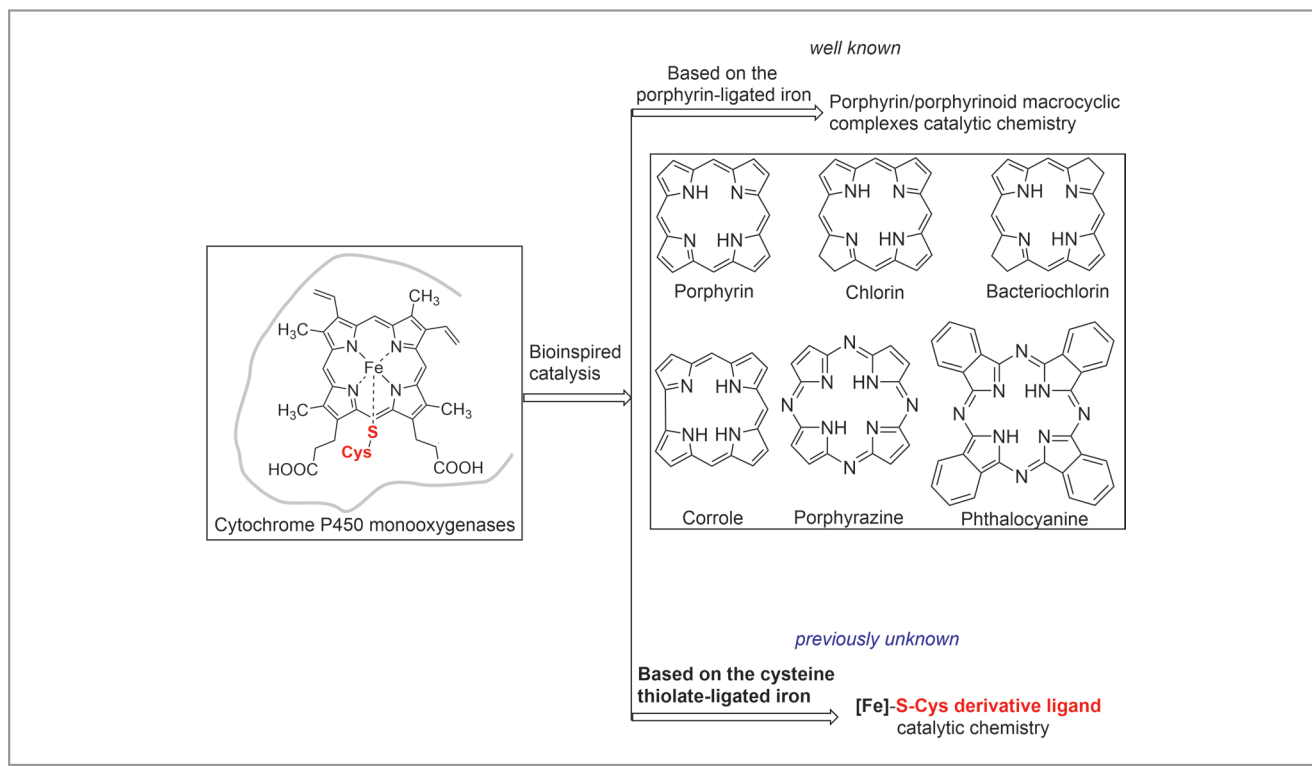 well known
Based on the
porphyrin-ligated iron
Porphyrin/porphyrinoid macrocyclic
complexes catalytic chemistry
NH
N
N
HN
Porphyrin
NH
N
N
HN
Chlorin
NH
N
N
HN
Bacteriochlorin
CH3
H3C
N
N
Fe
N
N
H3C
CH3
S
Cys
HOOC
COOH
Cytochrome P450 monooxygenases
Bioinspired
catalysis
N
HN
NH
HN
Corrole
N
N
HN
N
N
NH
N
N
Porphyrazine
N
N
HN
N
N
NH
N
N
Phthalocyanine
previously unknown
Based on the cysteine
thiolate-ligated iron
[Fe]-S-Cys derivative ligand
catalytic chemistry